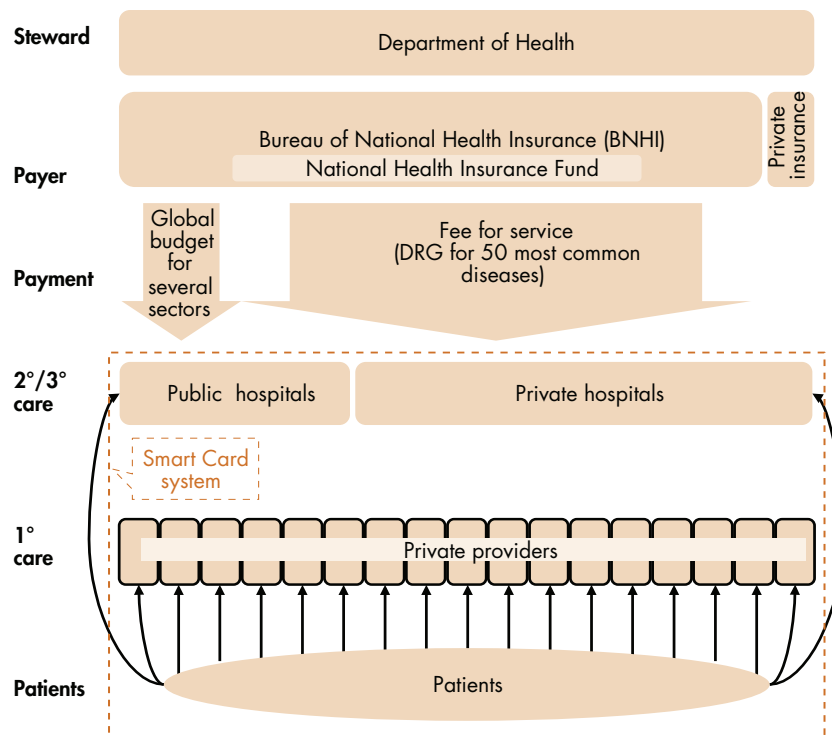 Steward
Department of Health
Payer
Bureau of National Health Insurance (BNHI)
National Health Insurance Fund
Private
insurance
Payment
Global
budget
for
several
sectors
Fee for service
(DRG for 50 most common
diseases)
2°/3°
care
Public hospitals
Private hospitals
Smart Card
system
1°
care
Private providers
Patients
Patients